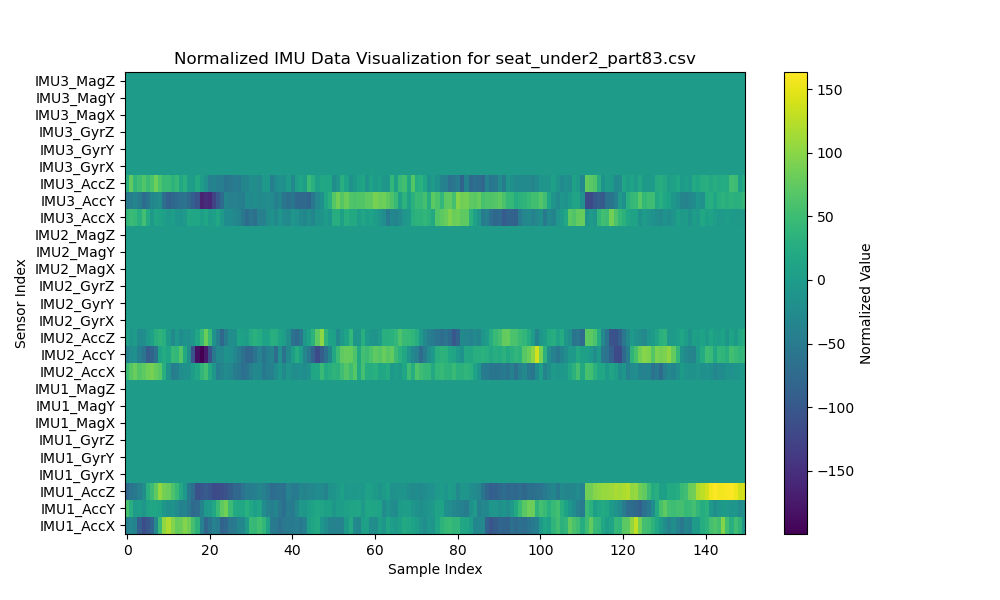 Normalized IMU Data Visualization for seat_under2_part83.csv
IMU3_MagZ
IMU3_MagY
IMU3_MagX
IMU3_GyrZ
IMU3_GyrY
IMU3_GyrX
IMU3_AccZ
IMU3_AccY
IMU3_AccX
IMU2_MagZ
IMU2_MagY
IMU2_MagX
IMU2_GyrZ
IMU2_GyrY
IMU2_GyrX
IMU2_AccZ
IMU2_AccY
IMU2_AccX
IMU1_MagZ
IMU1_MagY
IMU1_MagX
IMU1_GyrZ
IMU1_GyrY
IMU1_GyrX
IMU1_AccZ
IMU1_AccY
IMU1_AccX
Sensor Index
0 20 40 60 80 100 120 140
Sample Index
150
100
50
0
−50
−100
−150
Normalized Value